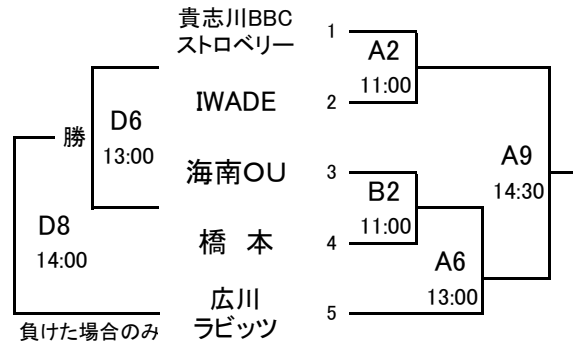 貴志川BBC
ストロベリー
1
A2
11:00
IWADE
2
D6
13:00
勝
海南OU
3
A9
14:30
B2
11:00
D8
14:00
橋 本
4
A6
13:00
広川
ラビッツ
5
負けた場合のみ